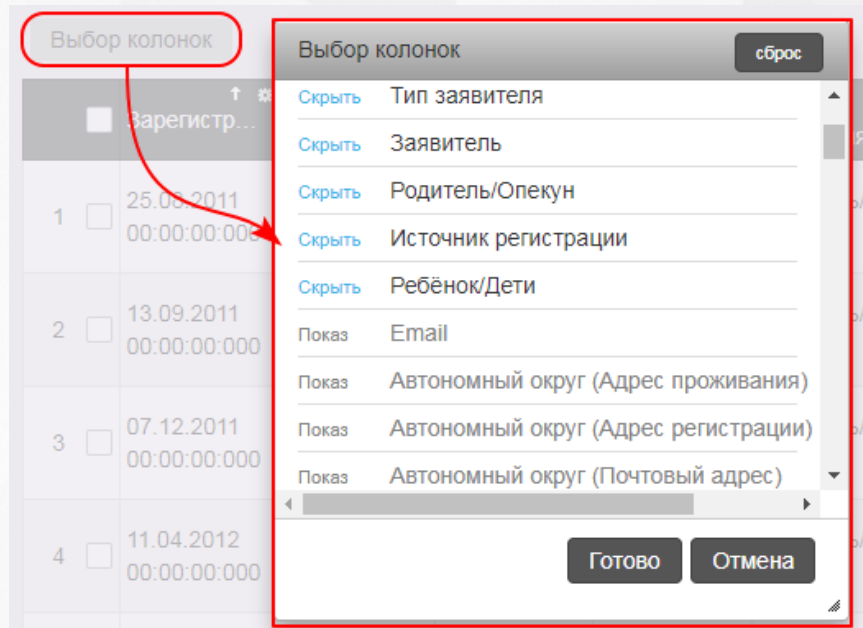 Выбор колонок
Зарегистр...
1
25.08.2011
00:00:00:000
2
13.09.2011
00:00:00:000
3
07.12.2011
00:00:00:000
4
11.04.2012
00:00:00:000
Выбор колонок
сброс
Скрыть Тип заявителя
Скрыть Заявитель
Скрыть Родитель/Опекун
Скрыть Источник регистрации
Скрыть Ребёнок/Дети
Показ Email
Показ Автономный округ (Адрес проживания)
Показ Автономный округ (Адрес регистрации)
Показ Автономный округ (Почтовый адрес)
Готово Отмена